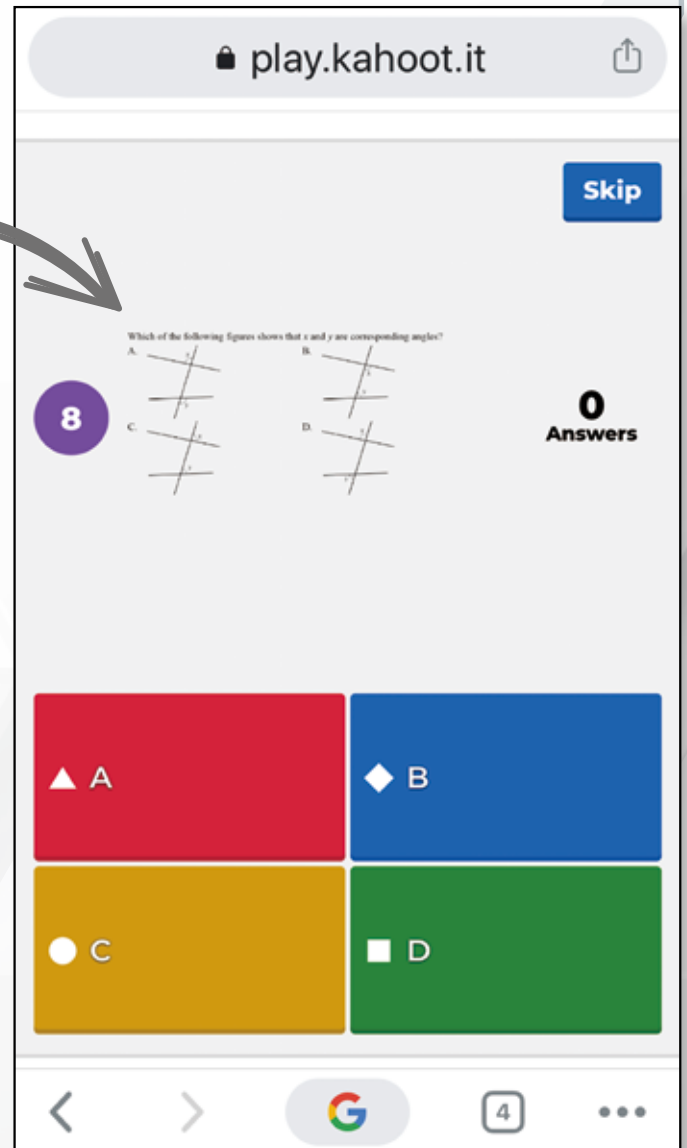 play.kahoot.it
Skip
Which of the following figures shows that x and y are corresponding angles?
A.
B.
8
0
Answers
C.
D.
A
B
C
D
4